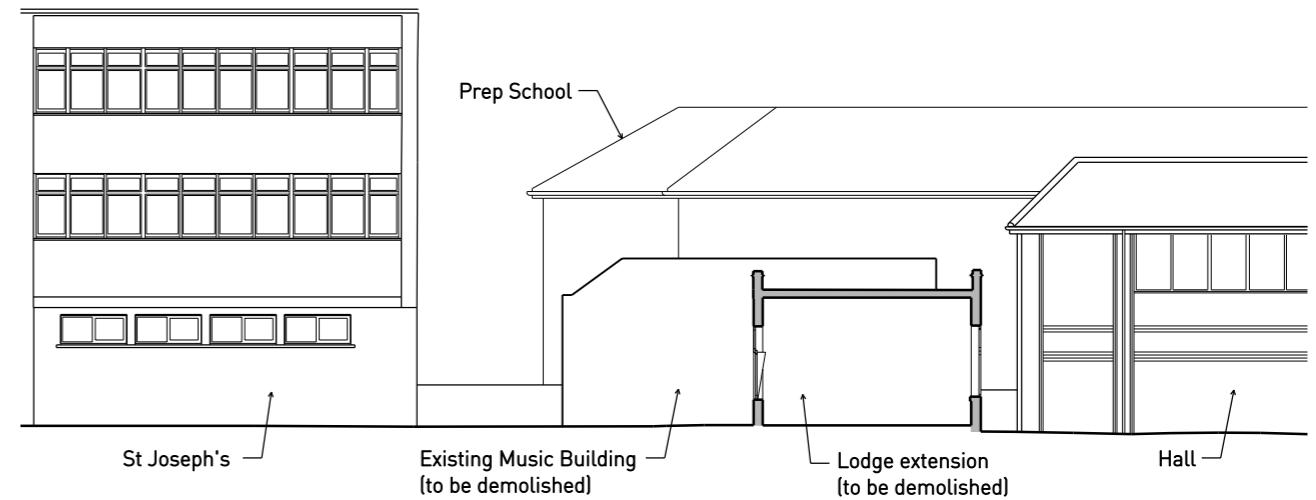 Prep School
St Joseph's
Existing Music Building
(to be demolished)
Lodge extension
(to be demolished)
Hall